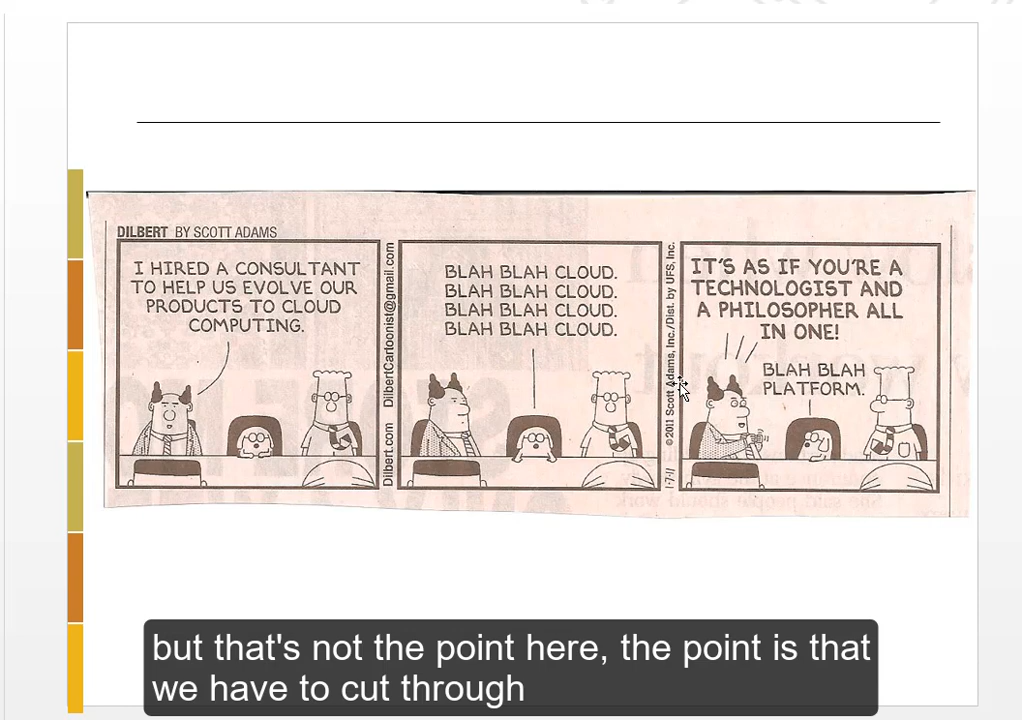 DILBERT BY SCOTT ADAMS
I HIRED A CONSULTANT
TO HELP US EVOLVE OUR
PRODUCTS TO CLOUD
COMPUTING.
Dilbert.com DilbertCartoonist@gmail.com
BLAH BLAH CLOUD.
BLAH BLAH CLOUD.
BLAH BLAH CLOUD.
BLAH BLAH CLOUD.
1-7-11 ©2011 Scott Adams, Inc./Dist. by UFS, Inc.
IT'S AS IF YOU'RE A
TECHNOLOGIST AND
A PHILOSOPHER ALL
IN ONE!
BLAH BLAH
PLATFORM.
but that's not the point here, the point is that
we have to cut through